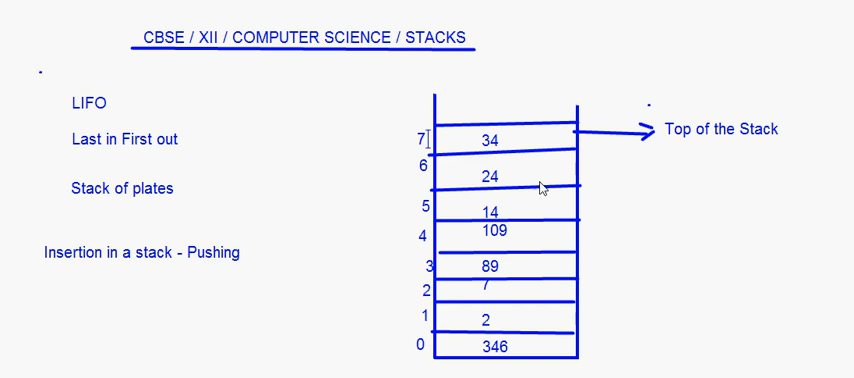 CBSE / XII / COMPUTER SCIENCE / STACKS
LIFO
Last in First out
Stack of plates
Insertion in a stack - Pushing
7 34
Top of the Stack
6 24
5 14
4 109
3 89
2 7
1 2
0 346